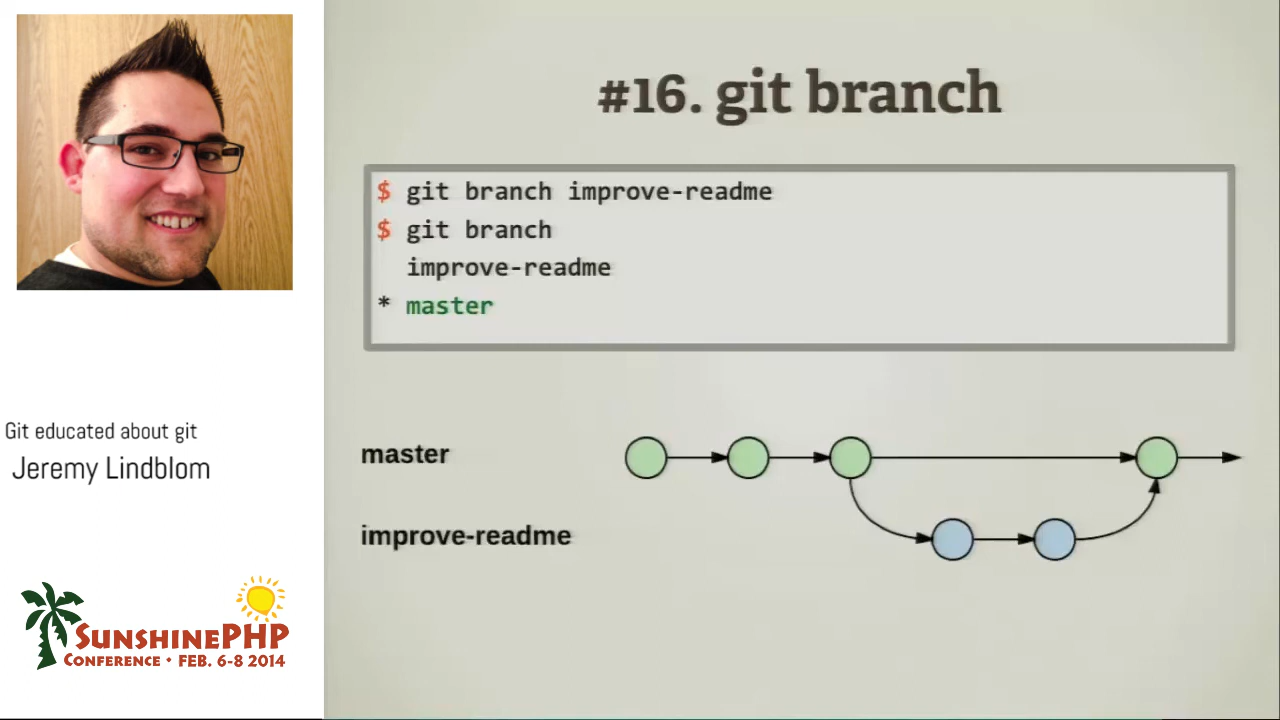 #16. git branch
$ git branch improve-readme
$ git branch
improve-readme
* master
master
improve-readme
Git educated about git
Jeremy Lindblom
SUNSHINEPHP
CONFERENCE • FEB. 6-8 2014